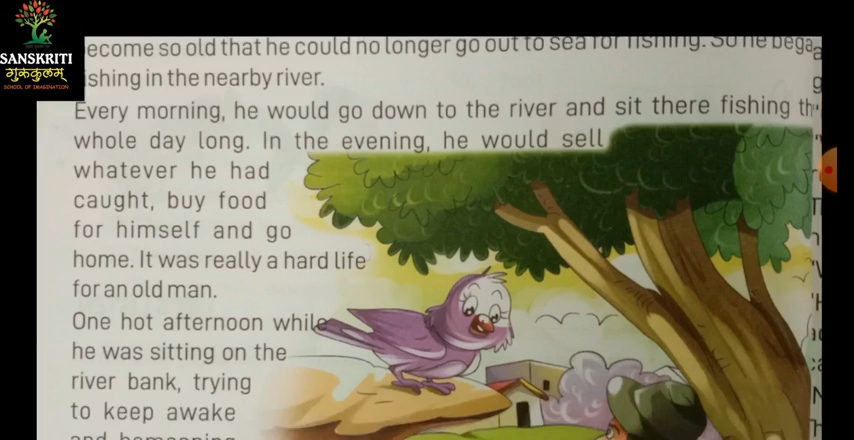 SANSKRITI
गुरुकुलम्
SCHOOL OF IMAGINATION
become so old that he could no longer go out to sea for fishing. So he began
fishing in the nearby river.
Every morning, he would go down to the river and sit there fishing th
whole day long. In the evening, he would sell
whatever he had
caught, buy food
for himself and go
home. It was really a hard life
for an old man.
One hot afternoon while
he was sitting on the
river bank, trying
to keep awake